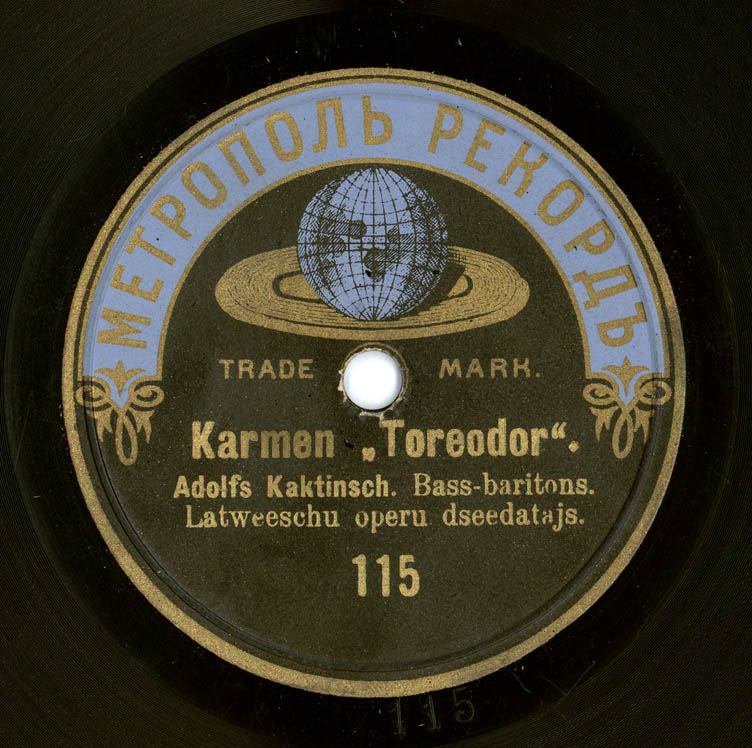 МЕТРОПОЛЬ РЕКОРДЪ
TRADE MARK.
Karmen „Toreodor“.
Adolfs Kaktinsch. Bass-baritons.
Latweeschu operu dseedatajs.
115
115